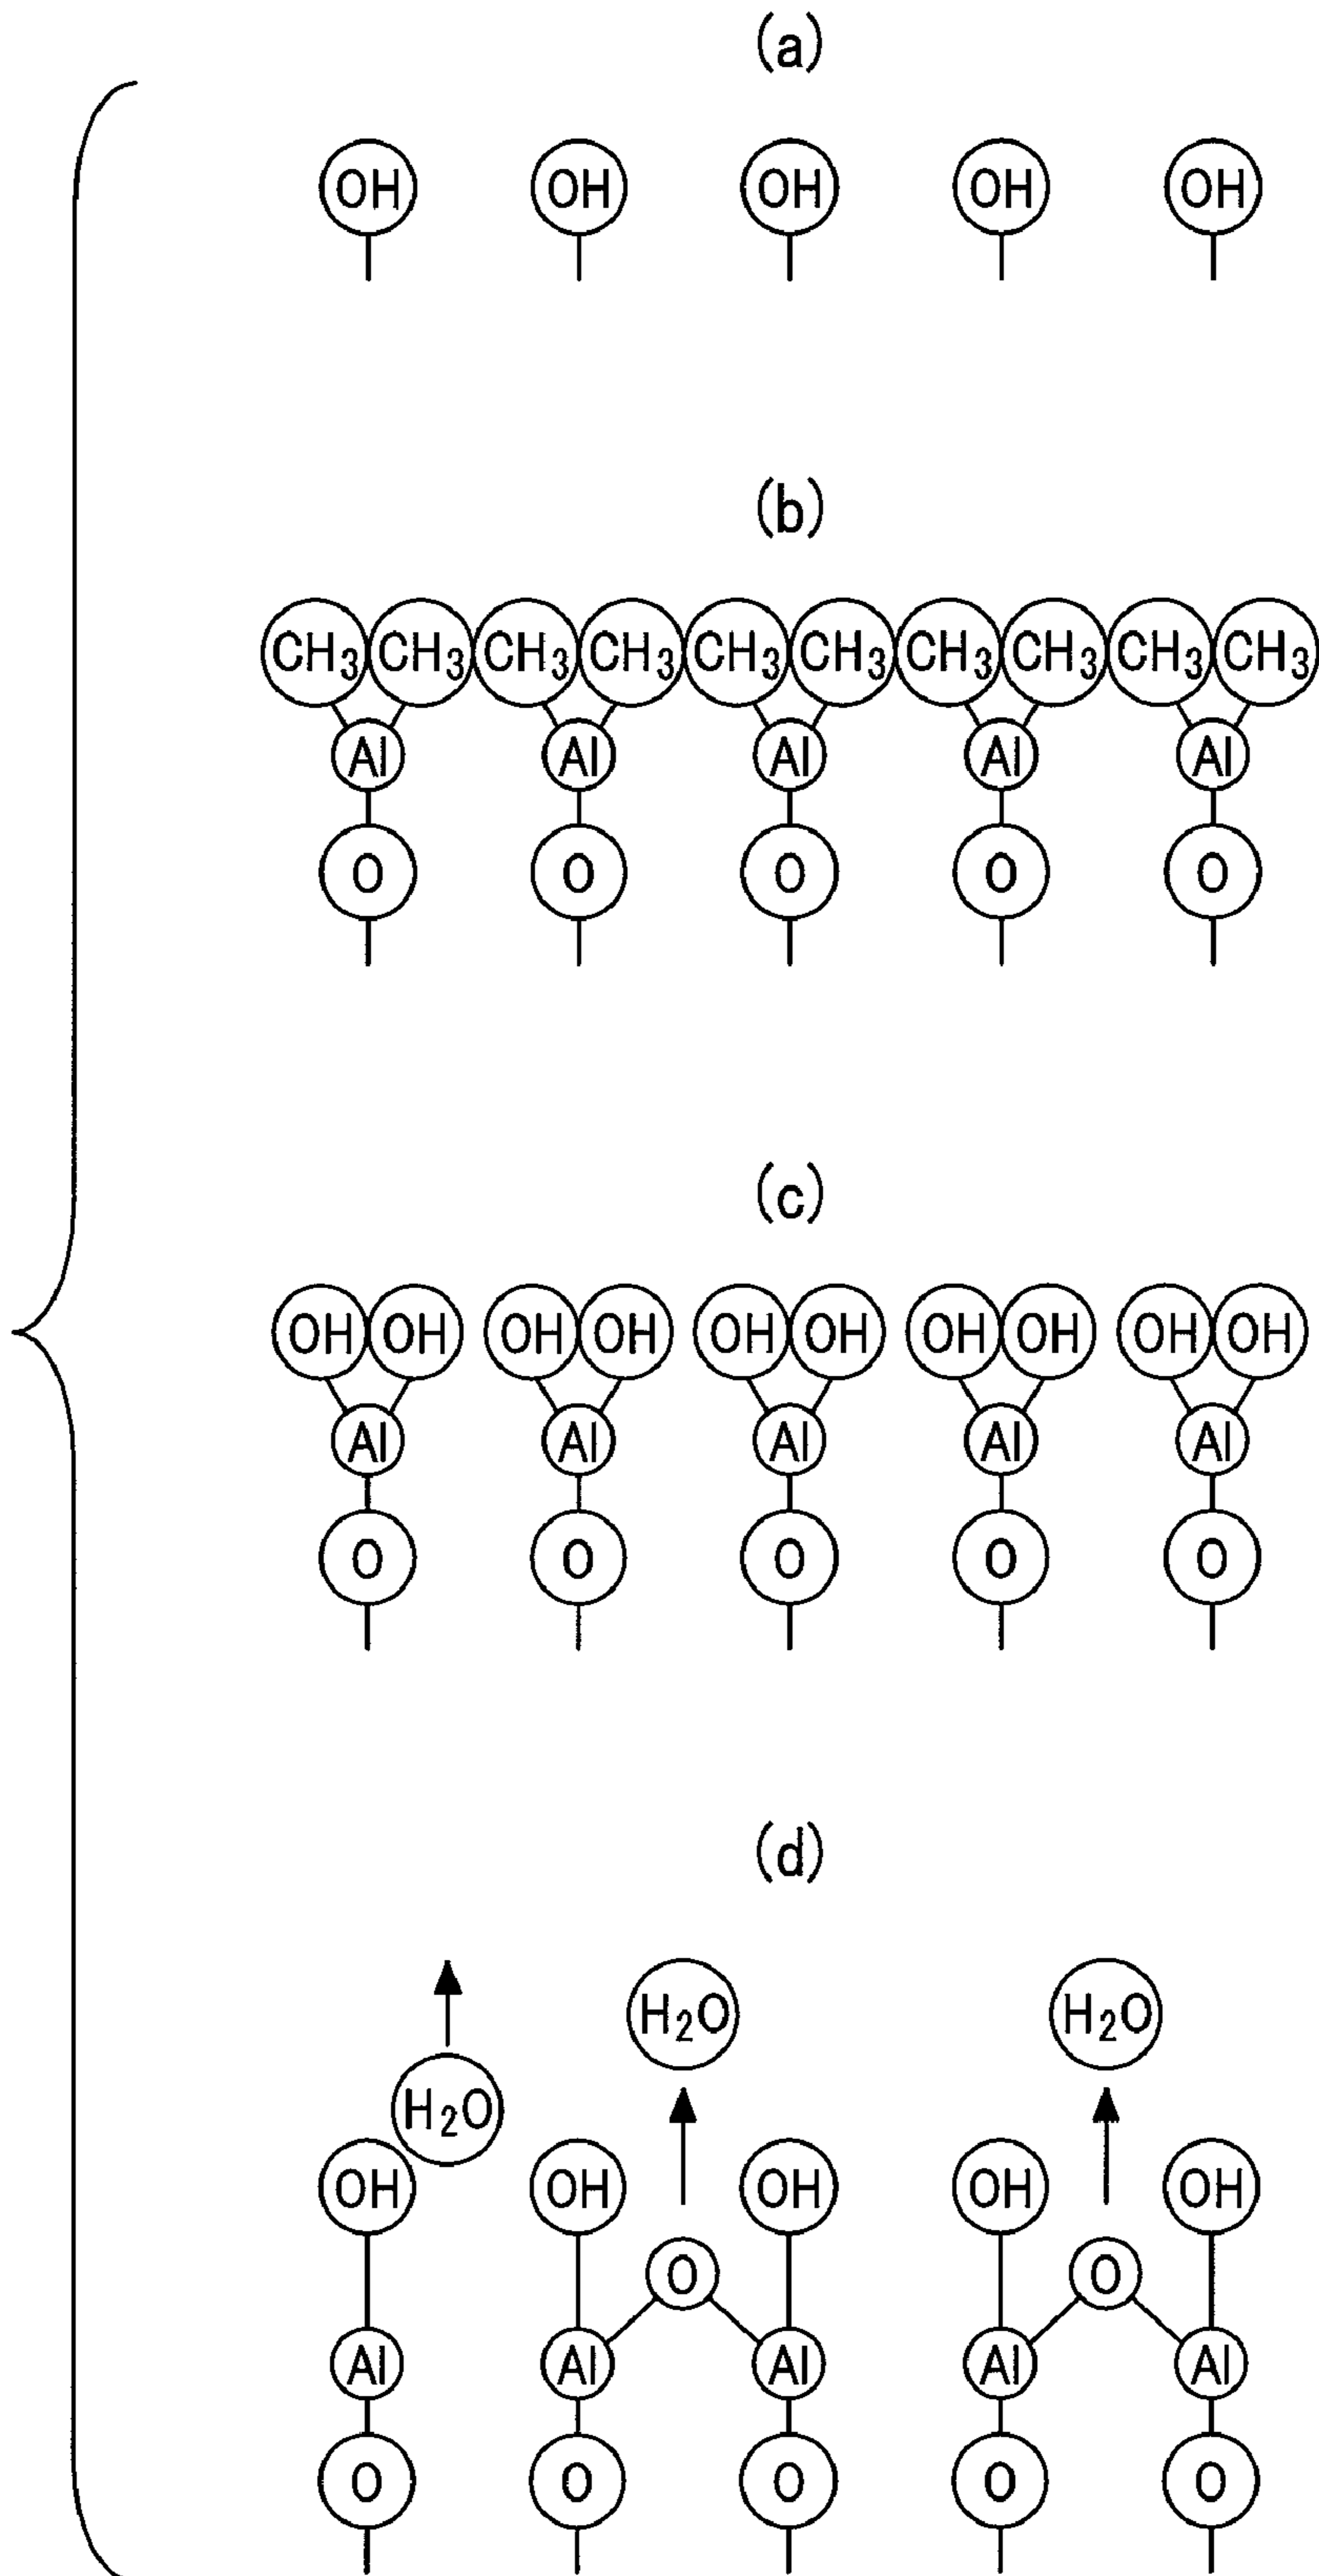 (a)
OH OH OH OH OH
(b)
CH₃ CH₃ CH₃ CH₃ CH₃ CH₃ CH₃ CH₃ CH₃ CH₃
Al Al Al Al Al
O O O O O
(c)
OH OH OH OH OH OH OH OH OH OH
Al Al Al Al Al
O O O O O
(d)
H₂O H₂O
H₂O
OH OH OH OH OH
O O
Al Al Al Al Al
O O O O O